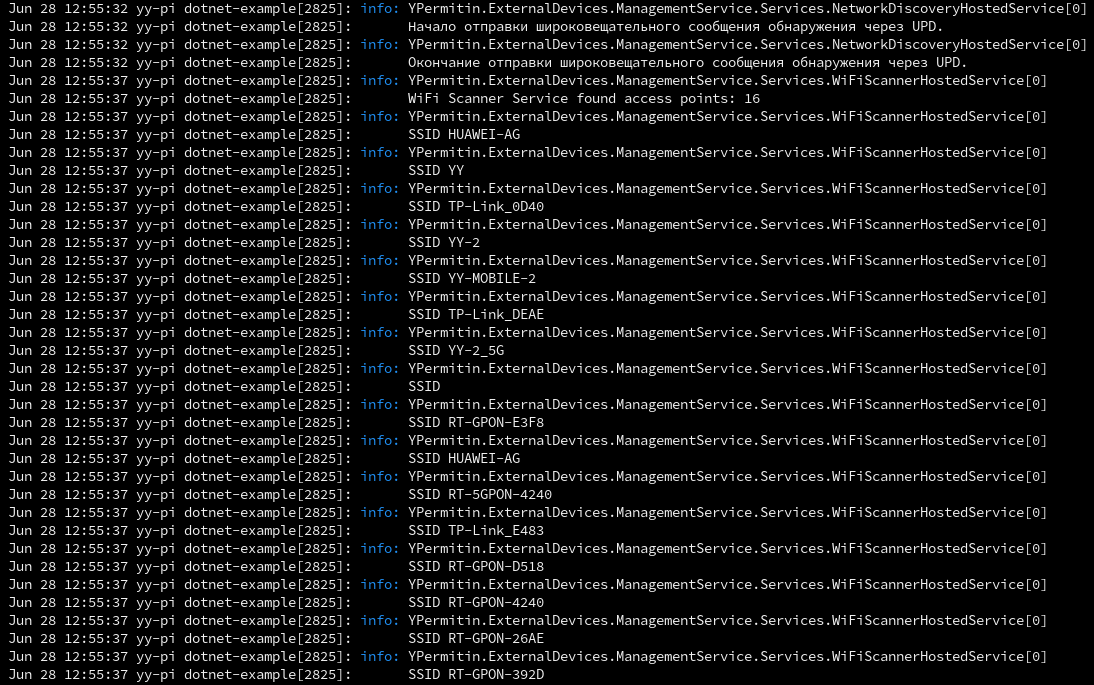 Jun 28 12:55:32 yy-pi dotnet-example[2825]: info: YPermitin.ExternalDevices.ManagementService.Services.NetworkDiscoveryHostedService[0]
Jun 28 12:55:32 yy-pi dotnet-example[2825]:       Начало отправки широковещательного сообщения обнаружения через UPD.
Jun 28 12:55:32 yy-pi dotnet-example[2825]: info: YPermitin.ExternalDevices.ManagementService.Services.NetworkDiscoveryHostedService[0]
Jun 28 12:55:32 yy-pi dotnet-example[2825]:       Окончание отправки широковещательного сообщения обнаружения через UPD.
Jun 28 12:55:37 yy-pi dotnet-example[2825]: info: YPermitin.ExternalDevices.ManagementService.Services.WiFiScannerHostedService[0]
Jun 28 12:55:37 yy-pi dotnet-example[2825]:       WiFi Scanner Service found access points: 16
Jun 28 12:55:37 yy-pi dotnet-example[2825]: info: YPermitin.ExternalDevices.ManagementService.Services.WiFiScannerHostedService[0]
Jun 28 12:55:37 yy-pi dotnet-example[2825]:       SSID HUAWEI-AG
Jun 28 12:55:37 yy-pi dotnet-example[2825]: info: YPermitin.ExternalDevices.ManagementService.Services.WiFiScannerHostedService[0]
Jun 28 12:55:37 yy-pi dotnet-example[2825]:       SSID YY
Jun 28 12:55:37 yy-pi dotnet-example[2825]: info: YPermitin.ExternalDevices.ManagementService.Services.WiFiScannerHostedService[0]
Jun 28 12:55:37 yy-pi dotnet-example[2825]:       SSID TP-Link_0D40
Jun 28 12:55:37 yy-pi dotnet-example[2825]: info: YPermitin.ExternalDevices.ManagementService.Services.WiFiScannerHostedService[0]
Jun 28 12:55:37 yy-pi dotnet-example[2825]:       SSID YY-2
Jun 28 12:55:37 yy-pi dotnet-example[2825]: info: YPermitin.ExternalDevices.ManagementService.Services.WiFiScannerHostedService[0]
Jun 28 12:55:37 yy-pi dotnet-example[2825]:       SSID YY-MOBILE-2
Jun 28 12:55:37 yy-pi dotnet-example[2825]: info: YPermitin.ExternalDevices.ManagementService.Services.WiFiScannerHostedService[0]
Jun 28 12:55:37 yy-pi dotnet-example[2825]:       SSID TP-Link_DEAE
Jun 28 12:55:37 yy-pi dotnet-example[2825]: info: YPermitin.ExternalDevices.ManagementService.Services.WiFiScannerHostedService[0]
Jun 28 12:55:37 yy-pi dotnet-example[2825]:       SSID YY-2_5G
Jun 28 12:55:37 yy-pi dotnet-example[2825]: info: YPermitin.ExternalDevices.ManagementService.Services.WiFiScannerHostedService[0]
Jun 28 12:55:37 yy-pi dotnet-example[2825]:       SSID
Jun 28 12:55:37 yy-pi dotnet-example[2825]: info: YPermitin.ExternalDevices.ManagementService.Services.WiFiScannerHostedService[0]
Jun 28 12:55:37 yy-pi dotnet-example[2825]:       SSID RT-GPON-E3F8
Jun 28 12:55:37 yy-pi dotnet-example[2825]: info: YPermitin.ExternalDevices.ManagementService.Services.WiFiScannerHostedService[0]
Jun 28 12:55:37 yy-pi dotnet-example[2825]:       SSID HUAWEI-AG
Jun 28 12:55:37 yy-pi dotnet-example[2825]: info: YPermitin.ExternalDevices.ManagementService.Services.WiFiScannerHostedService[0]
Jun 28 12:55:37 yy-pi dotnet-example[2825]:       SSID RT-5GPON-4240
Jun 28 12:55:37 yy-pi dotnet-example[2825]: info: YPermitin.ExternalDevices.ManagementService.Services.WiFiScannerHostedService[0]
Jun 28 12:55:37 yy-pi dotnet-example[2825]:       SSID TP-Link_E483
Jun 28 12:55:37 yy-pi dotnet-example[2825]: info: YPermitin.ExternalDevices.ManagementService.Services.WiFiScannerHostedService[0]
Jun 28 12:55:37 yy-pi dotnet-example[2825]:       SSID RT-GPON-D518
Jun 28 12:55:37 yy-pi dotnet-example[2825]: info: YPermitin.ExternalDevices.ManagementService.Services.WiFiScannerHostedService[0]
Jun 28 12:55:37 yy-pi dotnet-example[2825]:       SSID RT-GPON-4240
Jun 28 12:55:37 yy-pi dotnet-example[2825]: info: YPermitin.ExternalDevices.ManagementService.Services.WiFiScannerHostedService[0]
Jun 28 12:55:37 yy-pi dotnet-example[2825]:       SSID RT-GPON-26AE
Jun 28 12:55:37 yy-pi dotnet-example[2825]: info: YPermitin.ExternalDevices.ManagementService.Services.WiFiScannerHostedService[0]
Jun 28 12:55:37 yy-pi dotnet-example[2825]:       SSID RT-GPON-392D